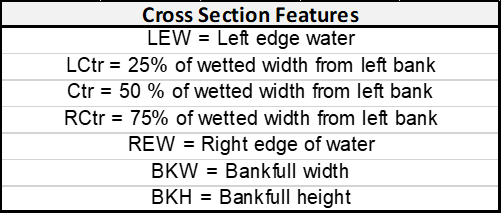 Cross Section Features
LEW = Left edge water
LCtr = 25% of wetted width from left bank
Ctr = 50 % of wetted width from left bank
RCtr = 75% of wetted width from left bank
REW = Right edge of water
BKW = Bankfull width
BKH = Bankfull height